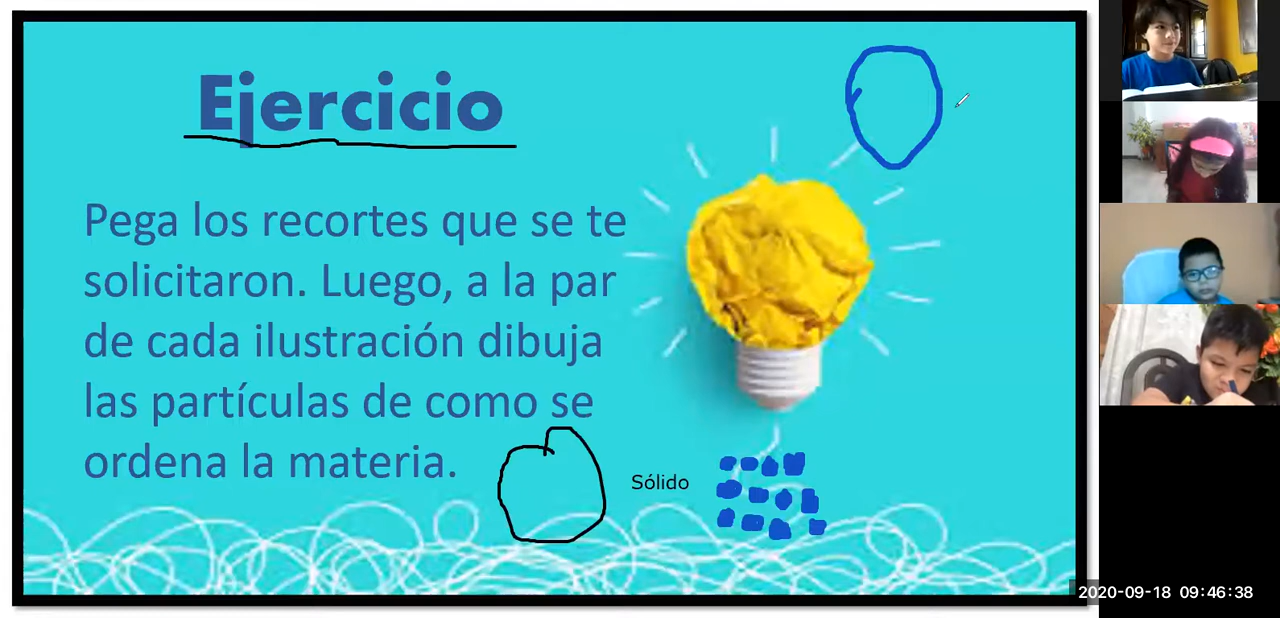 Ejercicio
Pega los recortes que se te
solicitaron. Luego, a la par
de cada ilustración dibuja
las partículas de como se
ordena la materia.
Sólido
2020-09-18 09:46:38